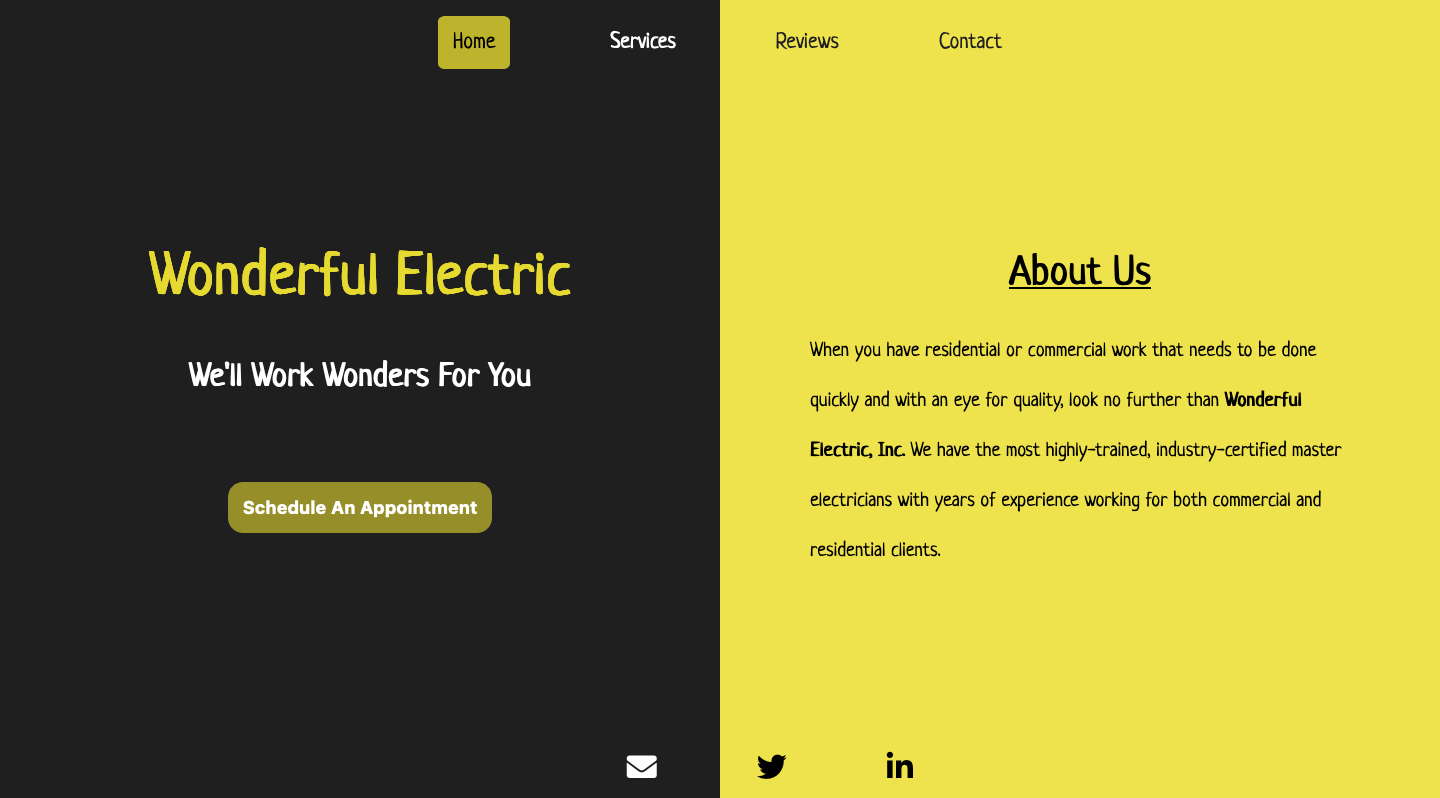 Home Services Reviews Contact
Wonderful Electric
We'll Work Wonders For You
Schedule An Appointment
About Us
When you have residential or commercial work that needs to be done
quickly and with an eye for quality, look no further than Wonderful
Electric, Inc. We have the most highly-trained, industry-certified master
electricians with years of experience working for both commercial and
residential clients.
in